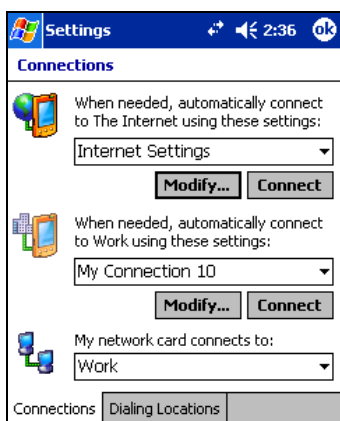 Settings 2:36 ok
Connections
When needed, automatically connect
to The Internet using these settings:
Internet Settings
Modify... Connect
When needed, automatically connect
to Work using these settings:
My Connection 10
Modify... Connect
My network card connects to:
Work
Connections Dialing Locations